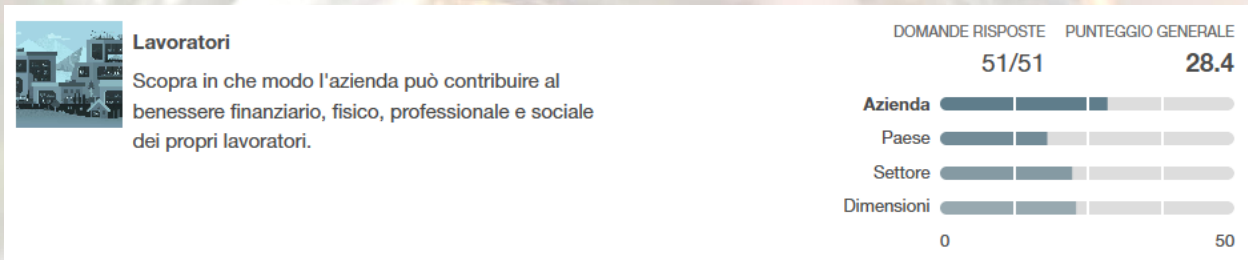 Lavoratori
Scopra in che modo l'azienda può contribuire al
benessere finanziario, fisico, professionale e sociale
dei propri lavoratori.
DOMANDE RISPOSTE PUNTEGGIO GENERALE
51/51 28.4
Azienda
Paese
Settore
Dimensioni
0 50